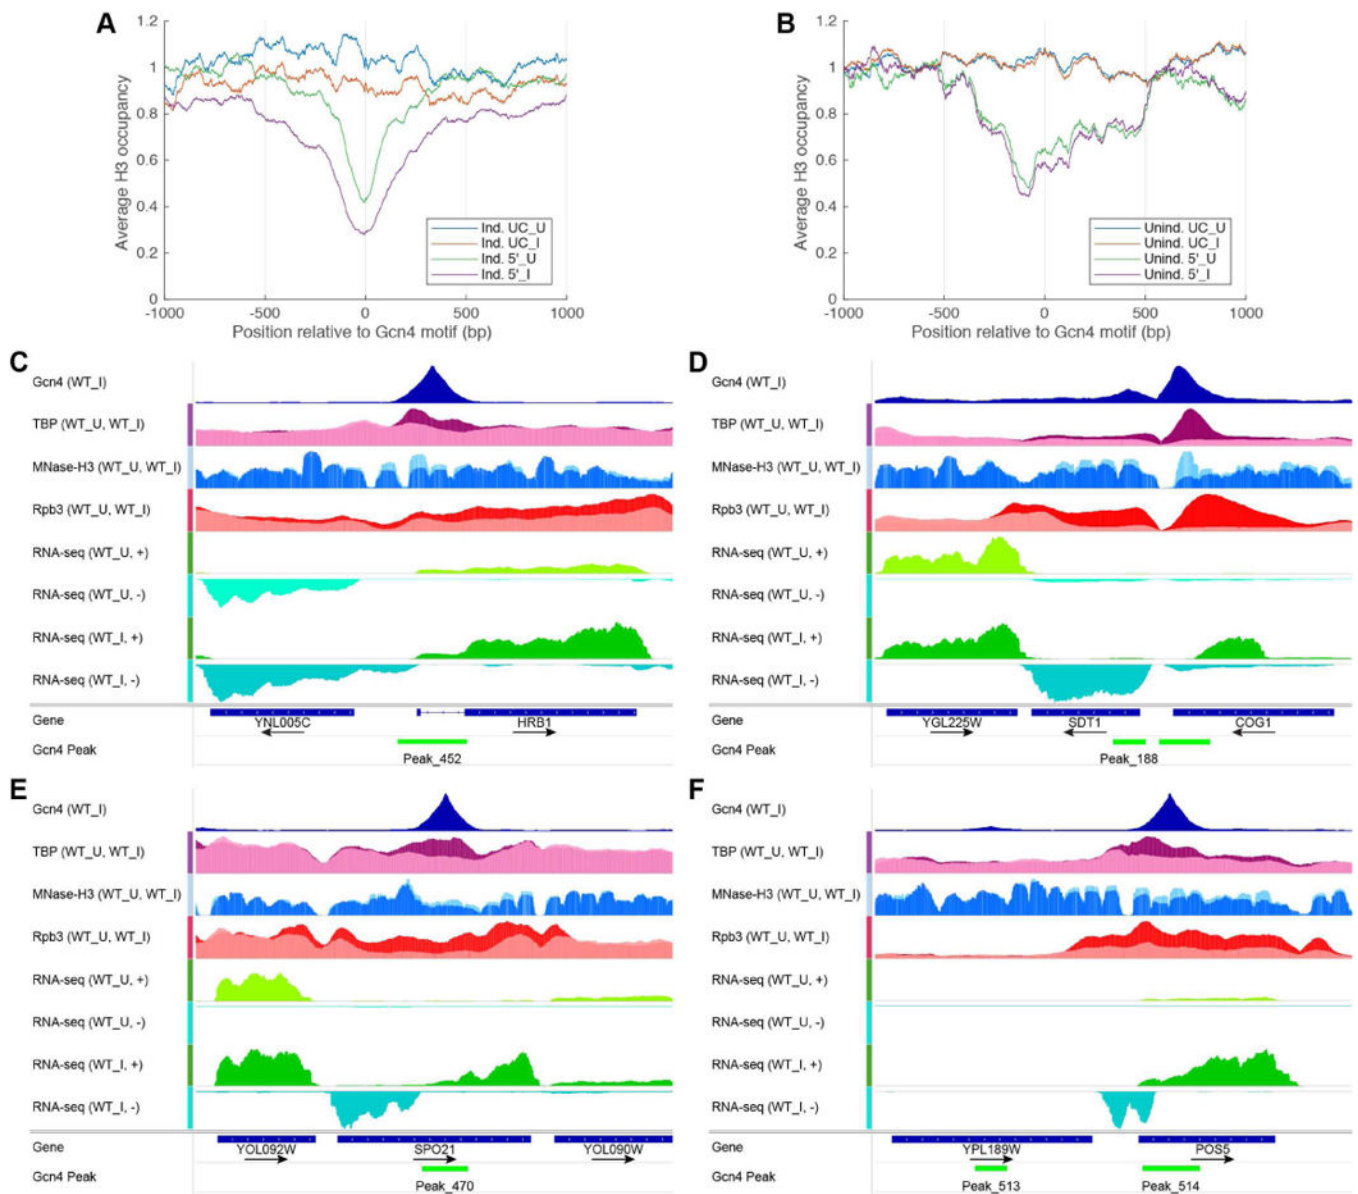 A
1.2
1
0.8
0.6
0.4
0.2
0
Average H3 occupancy
-1000
-500
0
500
1000
Position relative to Gcn4 motif (bp)
Ind. UC_U
Ind. UC_I
Ind. 5'_U
Ind. 5'_I
B
1.2
1
0.8
0.6
0.4
0.2
0
Average H3 occupancy
-1000
-500
0
500
1000
Position relative to Gcn4 motif (bp)
Unind. UC_U
Unind. UC_I
Unind. 5'_U
Unind. 5'_I
C
Gcn4 (WT_I)
TBP (WT_U, WT_I)
MNase-H3 (WT_U, WT_I)
Rpb3 (WT_U, WT_I)
RNA-seq (WT_U, +)
RNA-seq (WT_U, -)
RNA-seq (WT_I, +)
RNA-seq (WT_I, -)
Gene
YNL005C
HRB1
Gcn4 Peak
Peak_452
D
Gcn4 (WT_I)
TBP (WT_U, WT_I)
MNase-H3 (WT_U, WT_I)
Rpb3 (WT_U, WT_I)
RNA-seq (WT_U, +)
RNA-seq (WT_U, -)
RNA-seq (WT_I, +)
RNA-seq (WT_I, -)
Gene
YGL225W
SDT1
COG1
Gcn4 Peak
Peak_188
E
Gcn4 (WT_I)
TBP (WT_U, WT_I)
MNase-H3 (WT_U, WT_I)
Rpb3 (WT_U, WT_I)
RNA-seq (WT_U, +)
RNA-seq (WT_U, -)
RNA-seq (WT_I, +)
RNA-seq (WT_I, -)
Gene
YOL092W
SPO21
YOL090W
Gcn4 Peak
Peak_470
F
Gcn4 (WT_I)
TBP (WT_U, WT_I)
MNase-H3 (WT_U, WT_I)
Rpb3 (WT_U, WT_I)
RNA-seq (WT_U, +)
RNA-seq (WT_U, -)
RNA-seq (WT_I, +)
RNA-seq (WT_I, -)
Gene
YPL189W
POS5
Gcn4 Peak
Peak_513
Peak_514